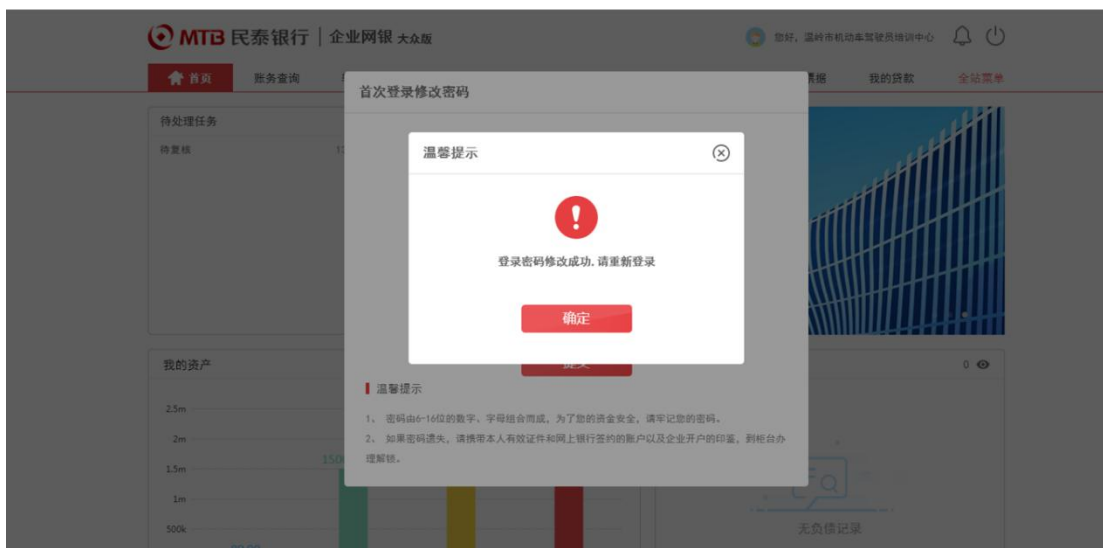 MTB 民泰银行 | 企业网银 大众版
您好, 温岭市机动车驾驶员培训中心
首页
账务查询
票据
我的贷款
全站菜单
首次登录修改密码
待处理任务
待复核
温馨提示
登录密码修改成功,请重新登录
确定
提交
我的资产
0
温馨提示
1、 密码由6-16位的数字、字母组合而成, 为了您的资金安全, 请牢记您的密码。
2、 如果密码遗失, 请携带本人有效证件和网上银行签约的账户以及企业开户的印鉴, 到柜台办
理解锁。
2.5m
2m
1.5m
1m
500k
无负债记录